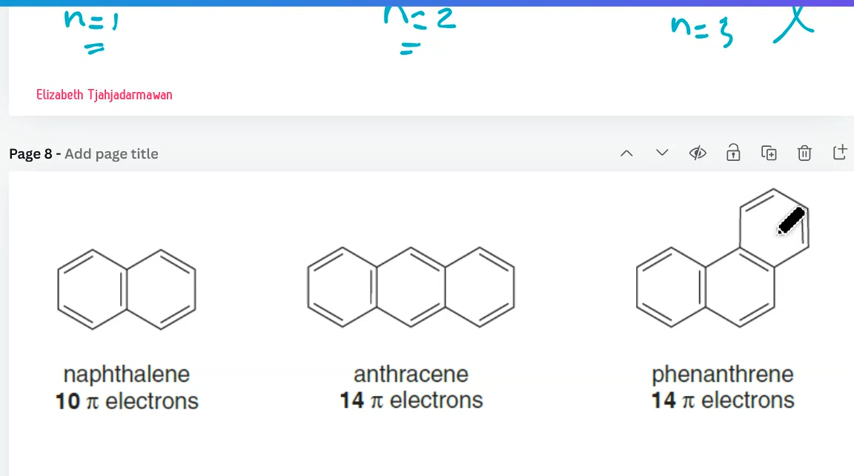 n=1
n=2
n=3
Elizabeth Tjahjadarmawan
Page 8 - Add page title
naphthalene
10 π electrons
anthracene
14 π electrons
phenanthrene
14 π electrons